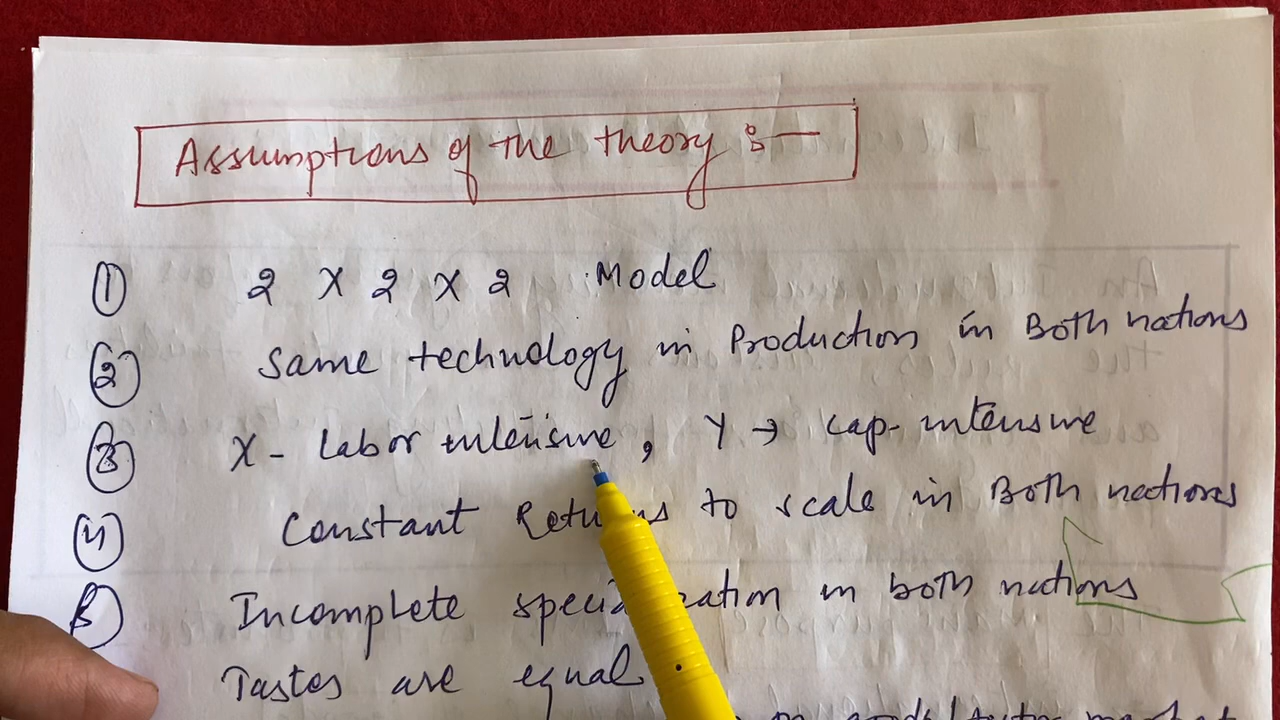 Assumptions of the theory :-
① 2 X 2 X 2 Model
② Same technology in Production in Both nations
③ X - Labor intensive, Y → Cap-intensive
④ Constant Returns to scale in Both nations
⑤ Incomplete specialization in both nations
Tastes are equal